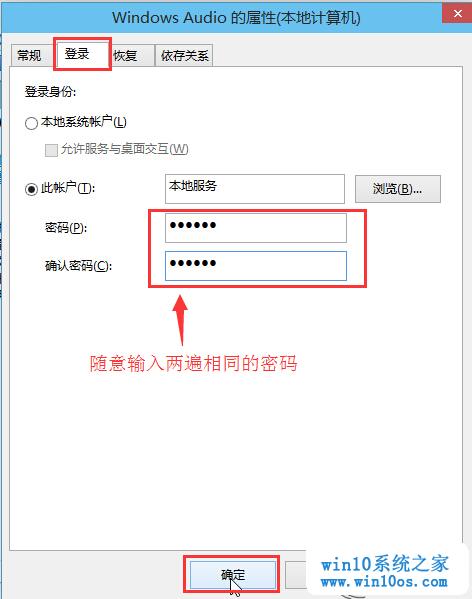 Windows Audio 的属性(本地计算机)
常规 登录 恢复 依存关系
登录身份:
本地系统帐户(L)
允许服务与桌面交互(W)
此帐户(T): 本地服务 浏览(B)...
密码(P): ●●●●●●
确认密码(C): ●●●●●●
随意输入两遍相同的密码
确定
win10系统之家
www.win10os.com